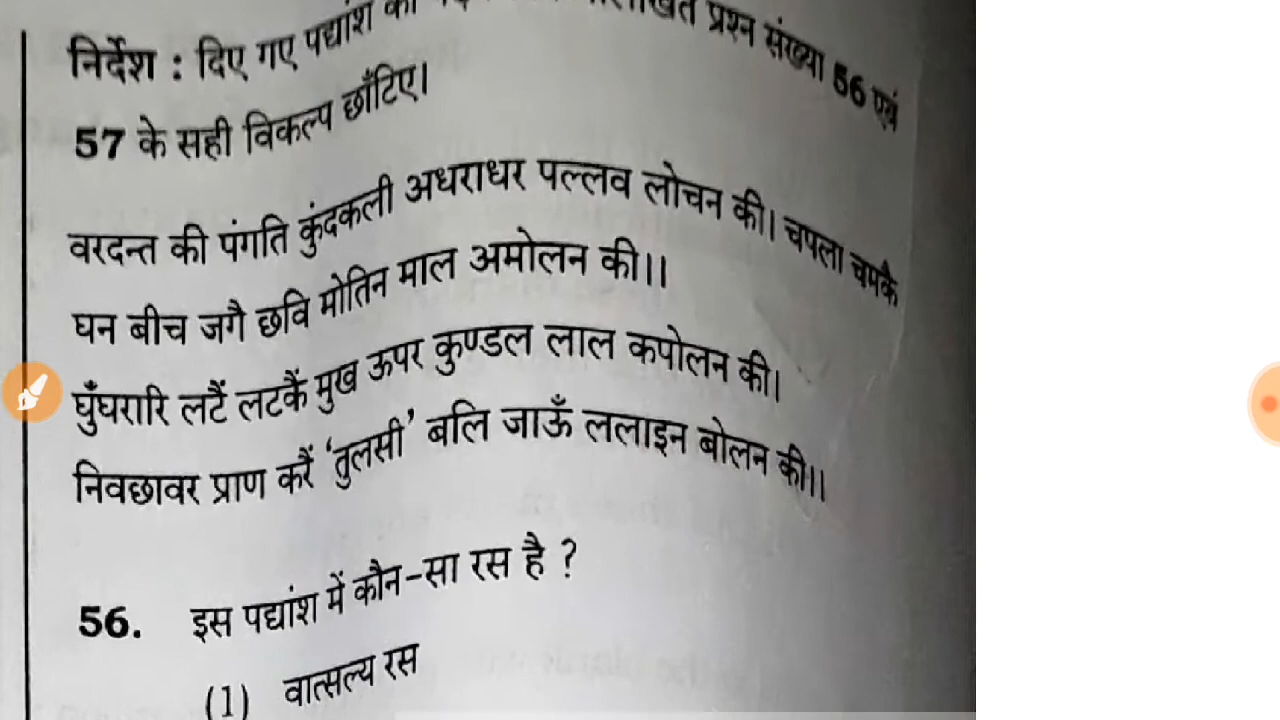 निर्देश : दिए गए पद्यांश को प्रश्न संख्या 56 एवं
57 के सही विकल्प छाँटिए।
वरदन्त की पंगति कुंदकली अधराधर पल्लव लोचन की। चपला चमकै
घन बीच जगै छवि मोतिन माल अमोलन की।।
घुँघरारि लटैं लटकैं मुख ऊपर कुण्डल लाल कपोलन की।
निवछावर प्राण करैं ‘तुलसी’ बलि जाऊँ ललाइन बोलन की।।
56. इस पद्यांश में कौन-सा रस है ?
(1) वात्सल्य रस